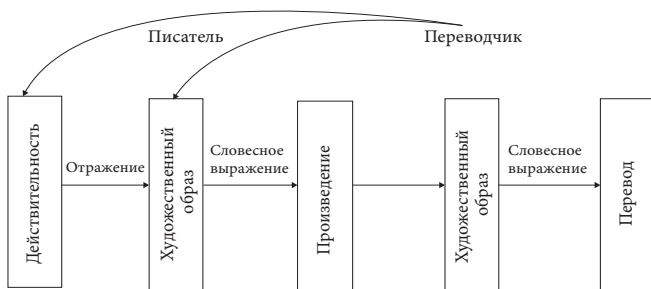 Писатель
Переводчик
Действительность
Отражение
Художественный
образ
Словесное
выражение
Произведение
Художественный
образ
Словесное
выражение
Перевод